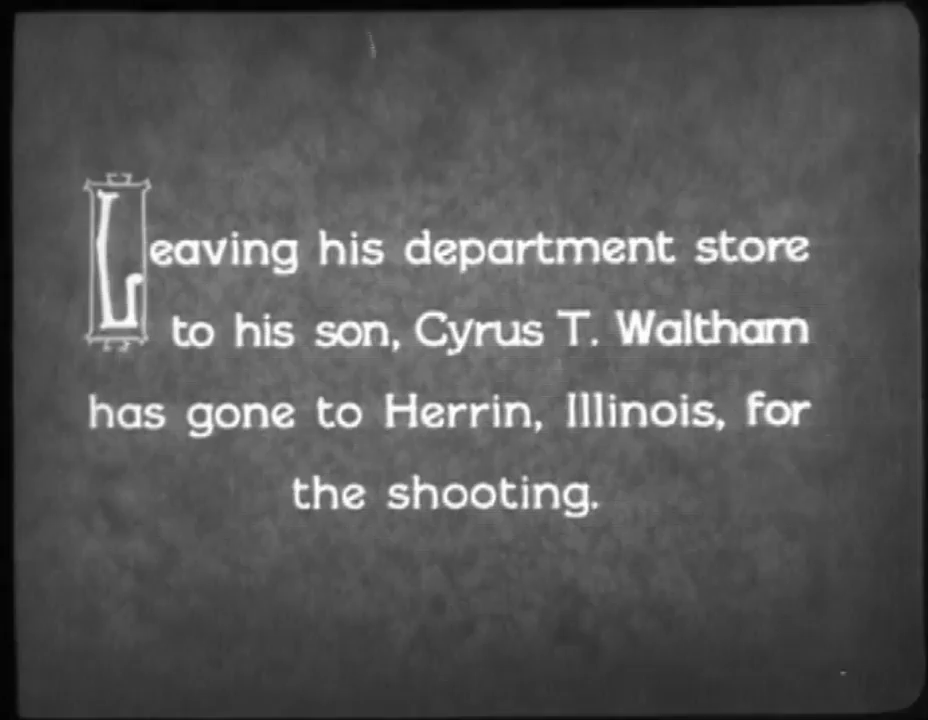 Leaving his department store
to his son, Cyrus T. Waltham
has gone to Herrin, Illinois, for
the shooting.